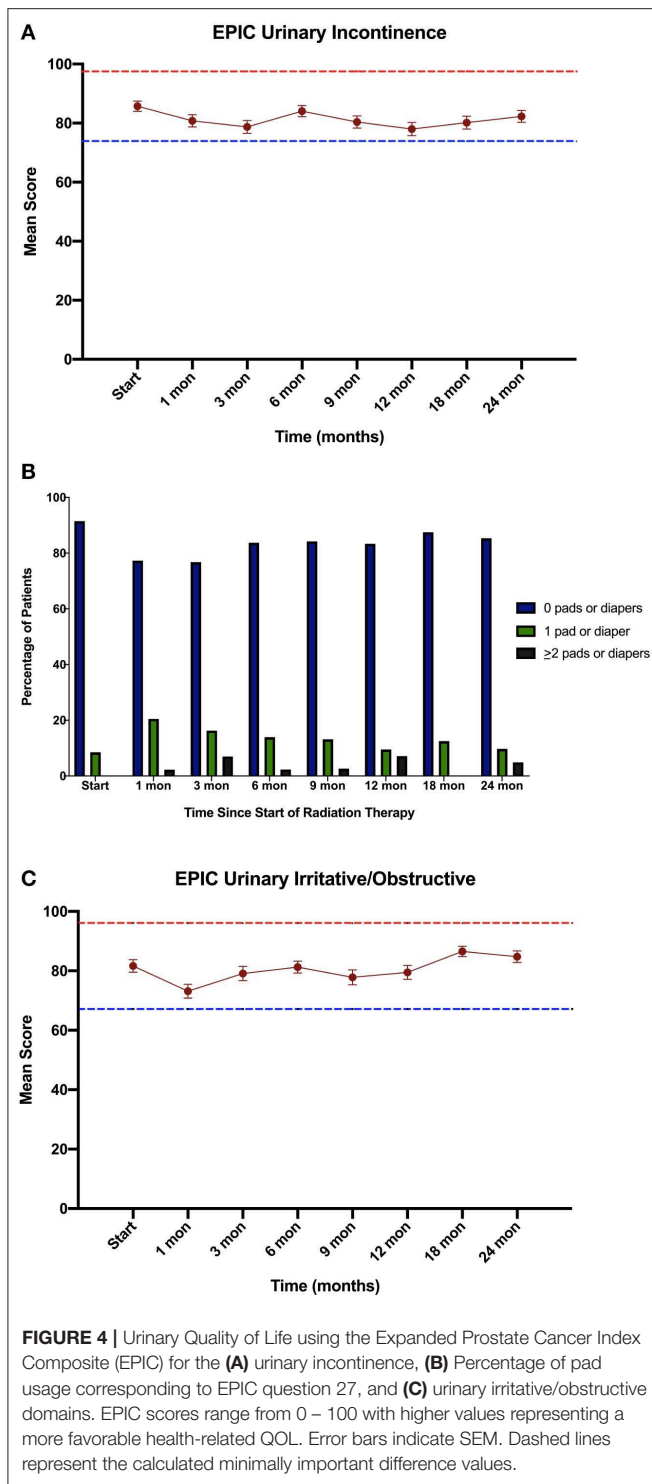 A
EPIC Urinary Incontinence
100
80
60
40
20
0
Mean Score
Start
1 mon
3 mon
6 mon
9 mon
12 mon
18 mon
24 mon
Time (months)
B
100
80
60
40
20
0
Percentage of Patients
Start
1 mon
3 mon
6 mon
9 mon
12 mon
18 mon
24 mon
Time Since Start of Radiation Therapy
0 pads or diapers
1 pad or diaper
≥2 pads or diapers
C
EPIC Urinary Irritative/Obstructive
100
80
60
40
20
0
Mean Score
Start
1 mon
3 mon
6 mon
9 mon
12 mon
18 mon
24 mon
Time (months)
FIGURE 4 | Urinary Quality of Life using the Expanded Prostate Cancer Index
Composite (EPIC) for the (A) urinary incontinence, (B) Percentage of pad
usage corresponding to EPIC question 27, and (C) urinary irritative/obstructive
domains. EPIC scores range from 0 – 100 with higher values representing a
more favorable health-related QOL. Error bars indicate SEM. Dashed lines
represent the calculated minimally important difference values.